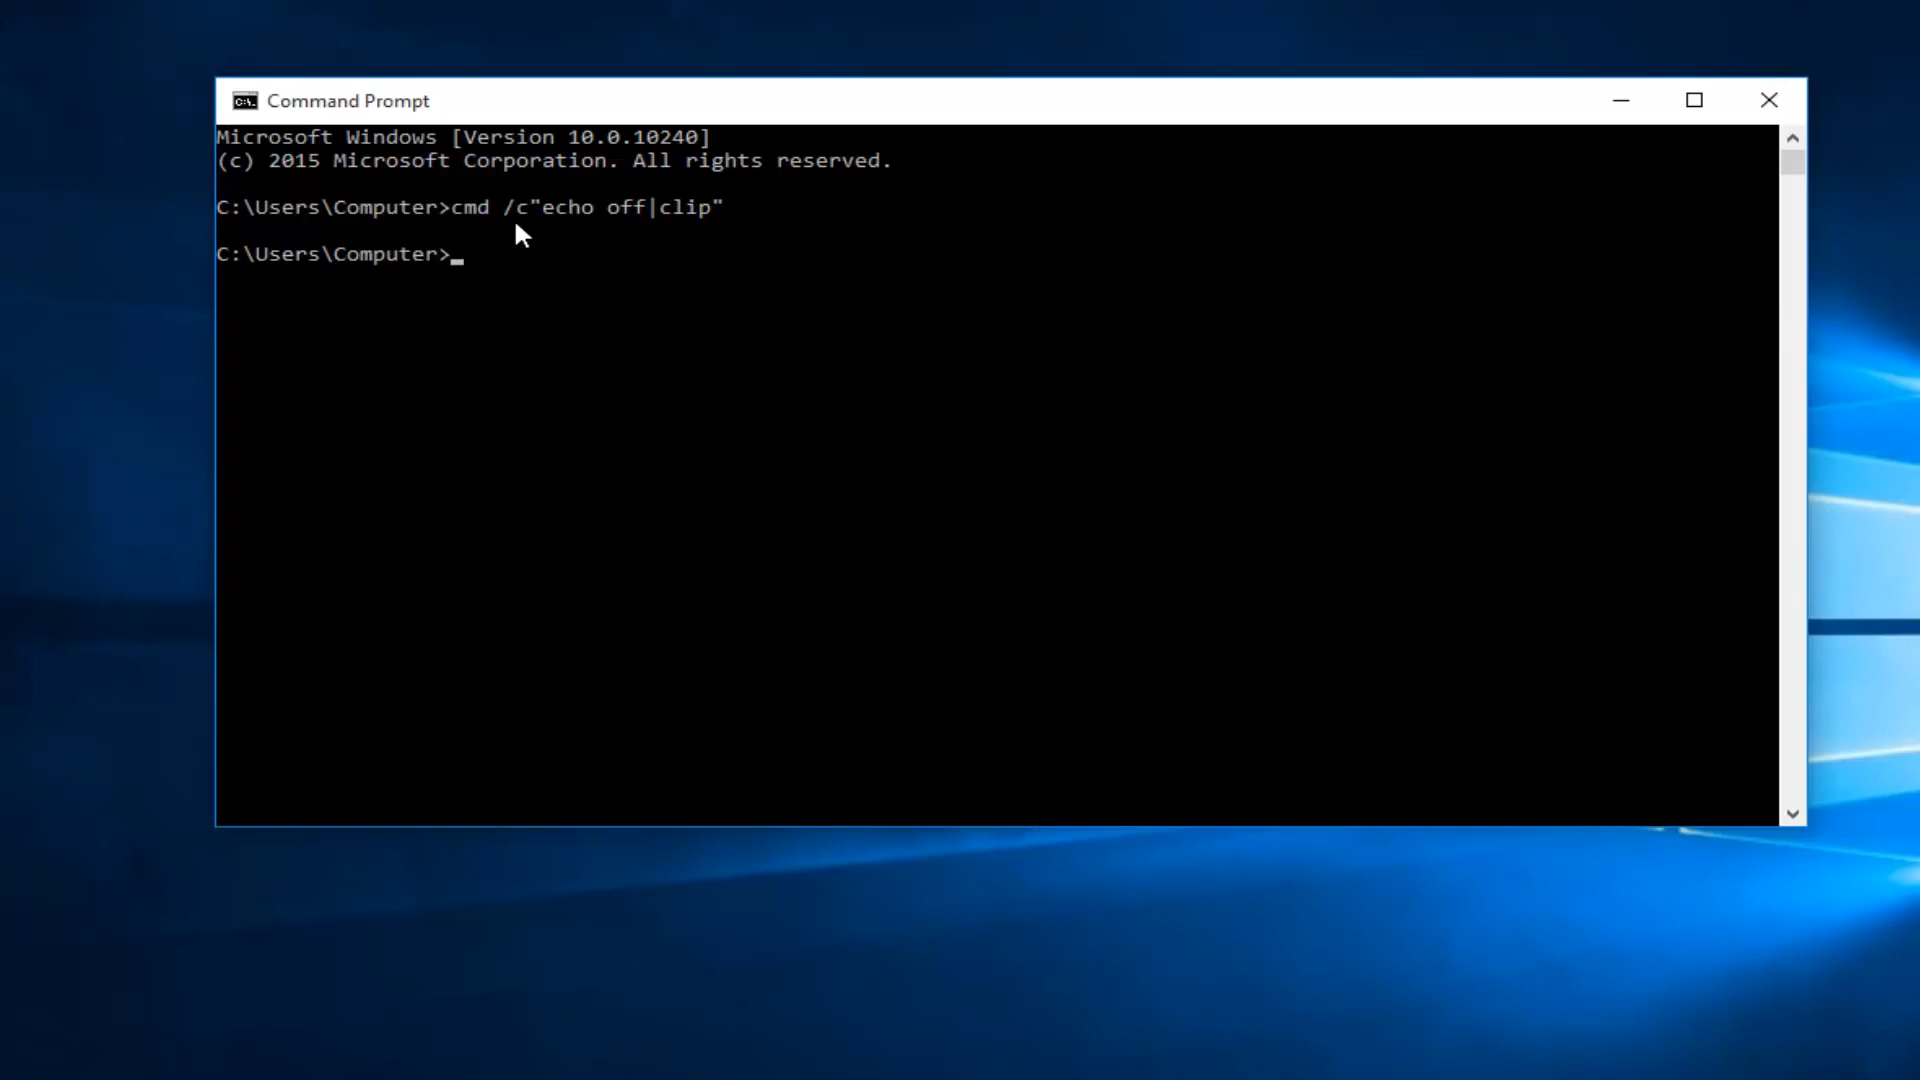 Command Prompt
Microsoft Windows [Version 10.0.10240]
(c) 2015 Microsoft Corporation. All rights reserved.
C:\Users\Computer>cmd /c"echo off|clip"
C:\Users\Computer>